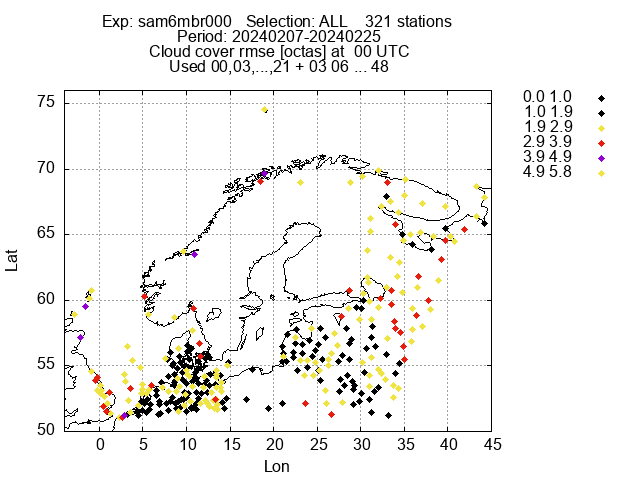 Exp: sam6mbr000 Selection: ALL 321 stations
Period: 20240207-20240225
Cloud cover rmse [octas] at 00 UTC
Used 00,03,...,21 + 03 06 ... 48
0.0 1.0
1.0 1.9
1.9 2.9
2.9 3.9
3.9 4.9
4.9 5.8
75
70
65
60
55
50
Lat
0 5 10 15 20 25 30 35 40 45
Lon